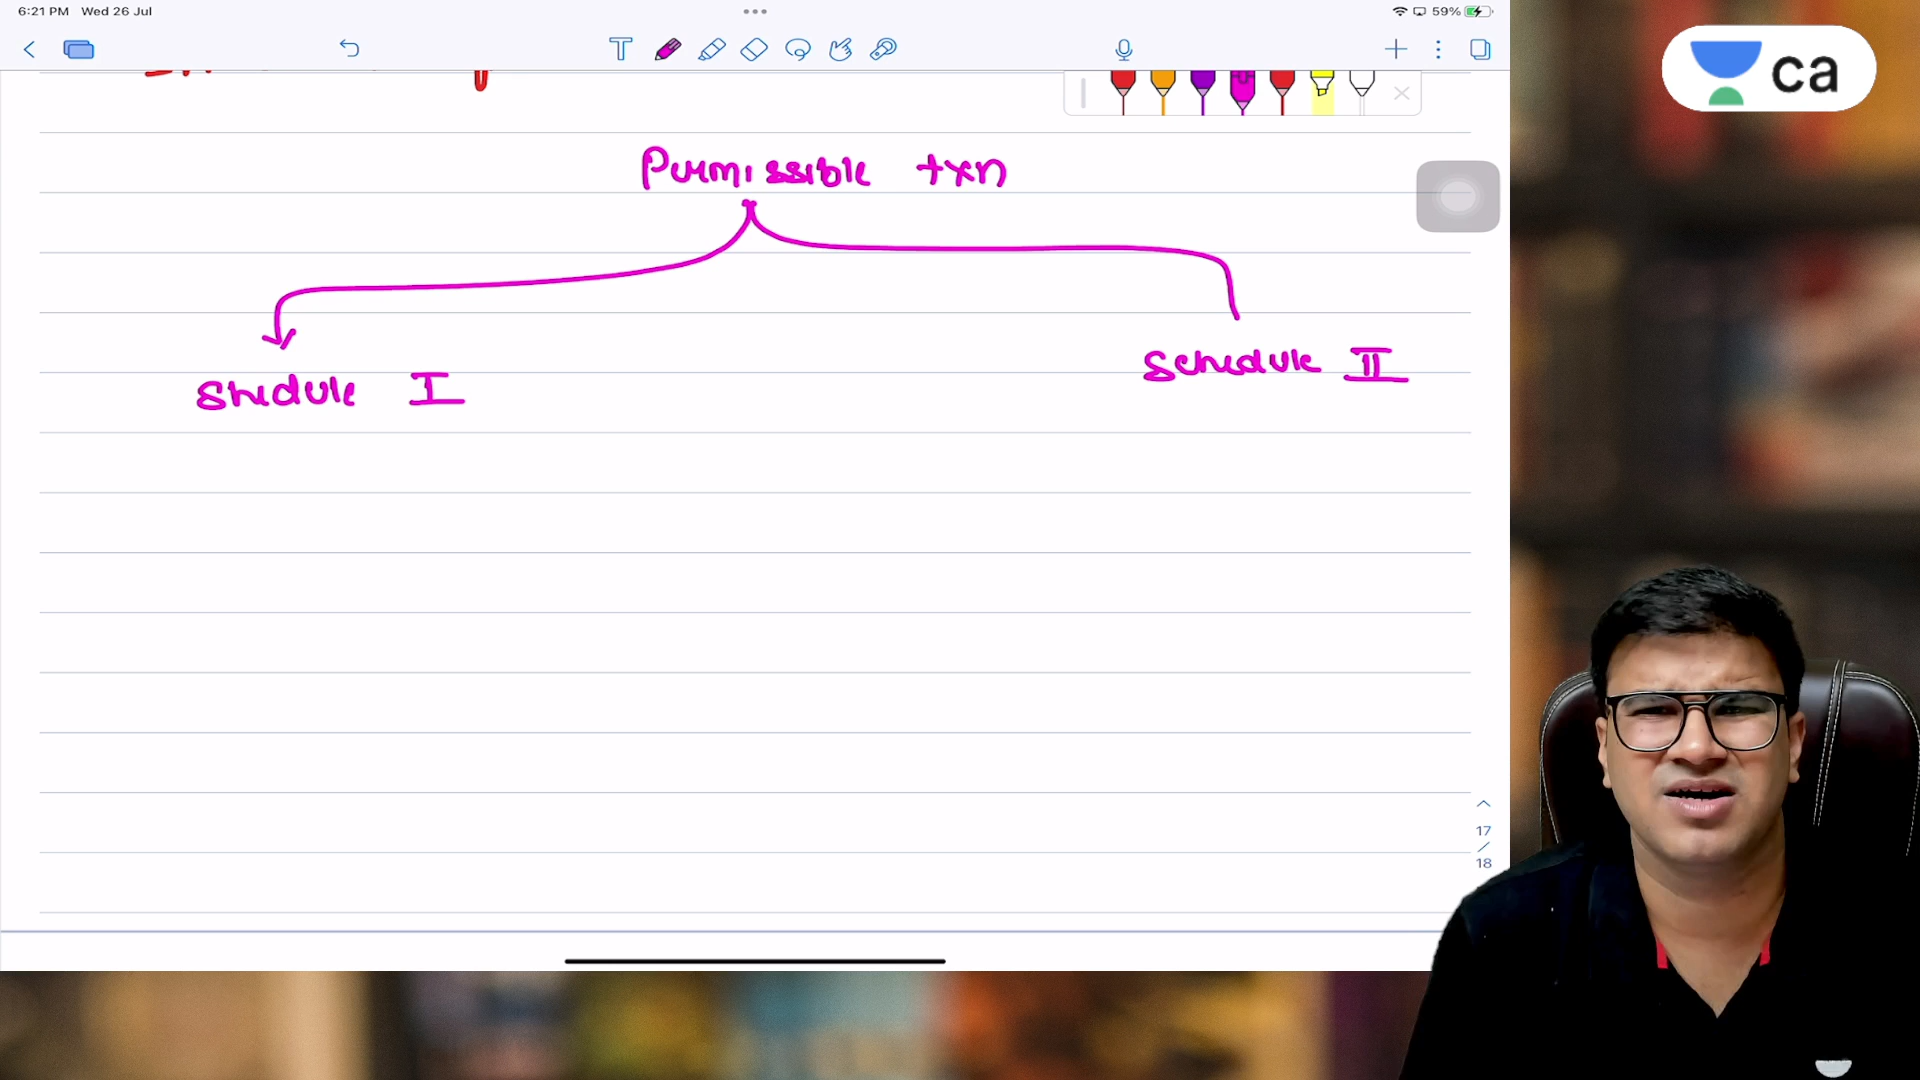 6:21 PM Wed 26 Jul
59%
ca
T
Permissible txn
Schedule II
Shedule I
17
18